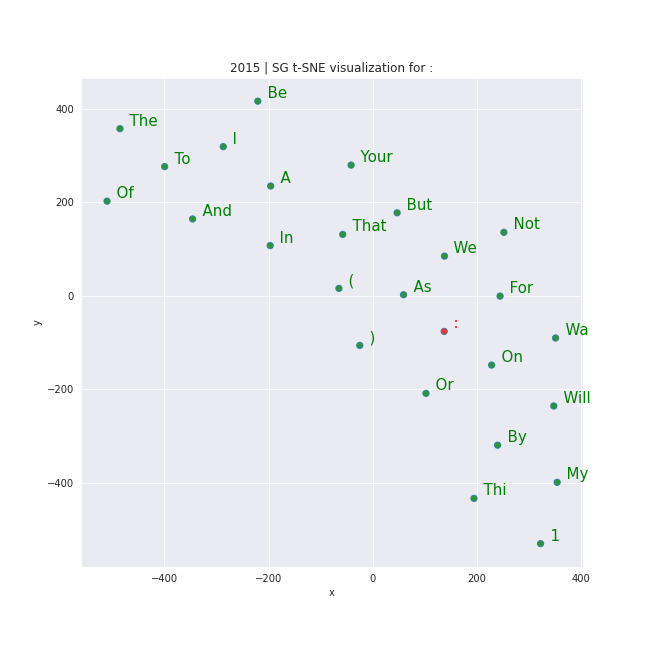 2015 | SG t-SNE visualization for :
Be
The
I
To
Your
A
Of
But
And
Not
That
In
We
(
As
For
:
Wa
)
On
Or
Will
By
My
Thi
1
400
200
0
−200
−400
y
−400
−200
0
200
400
x